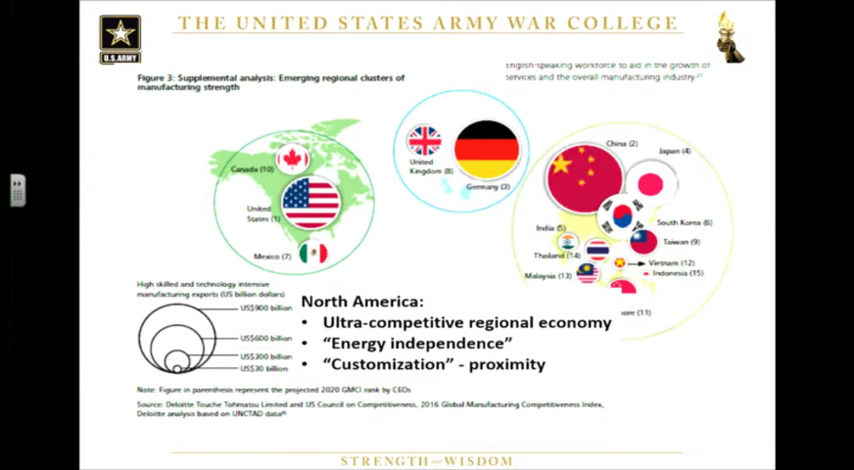 THE UNITED STATES ARMY WAR COLLEGE
U.S.ARMY
English-speaking workforce to aid in the growth of
services and the overall manufacturing industry.
Figure 3: Supplemental analysis: Emerging regional clusters of
manufacturing strength
Canada (10)
United
States (1)
Mexico (7)
United
Kingdom (8)
Germany (3)
China (2)
Japan (4)
South Korea (6)
India (5)
Taiwan (9)
Thailand (14)
Vietnam (12)
Malaysia (13)
Indonesia (15)
ore (11)
High skilled and technology intensive
manufacturing exports (US billion dollars)
US$900 billion
US$600 billion
US$300 billion
US$30 billion
North America:
• Ultra-competitive regional economy
• “Energy independence”
• “Customization” - proximity
Note: Figure in parenthesis represent the projected 2020 GMCI rank by CEOs
Source: Deloitte Touche Tohmatsu Limited and US Council on Competitiveness, 2016 Global Manufacturing Competitiveness Index,
Deloitte analysis based on UNCTAD data
STRENGTH and WISDOM